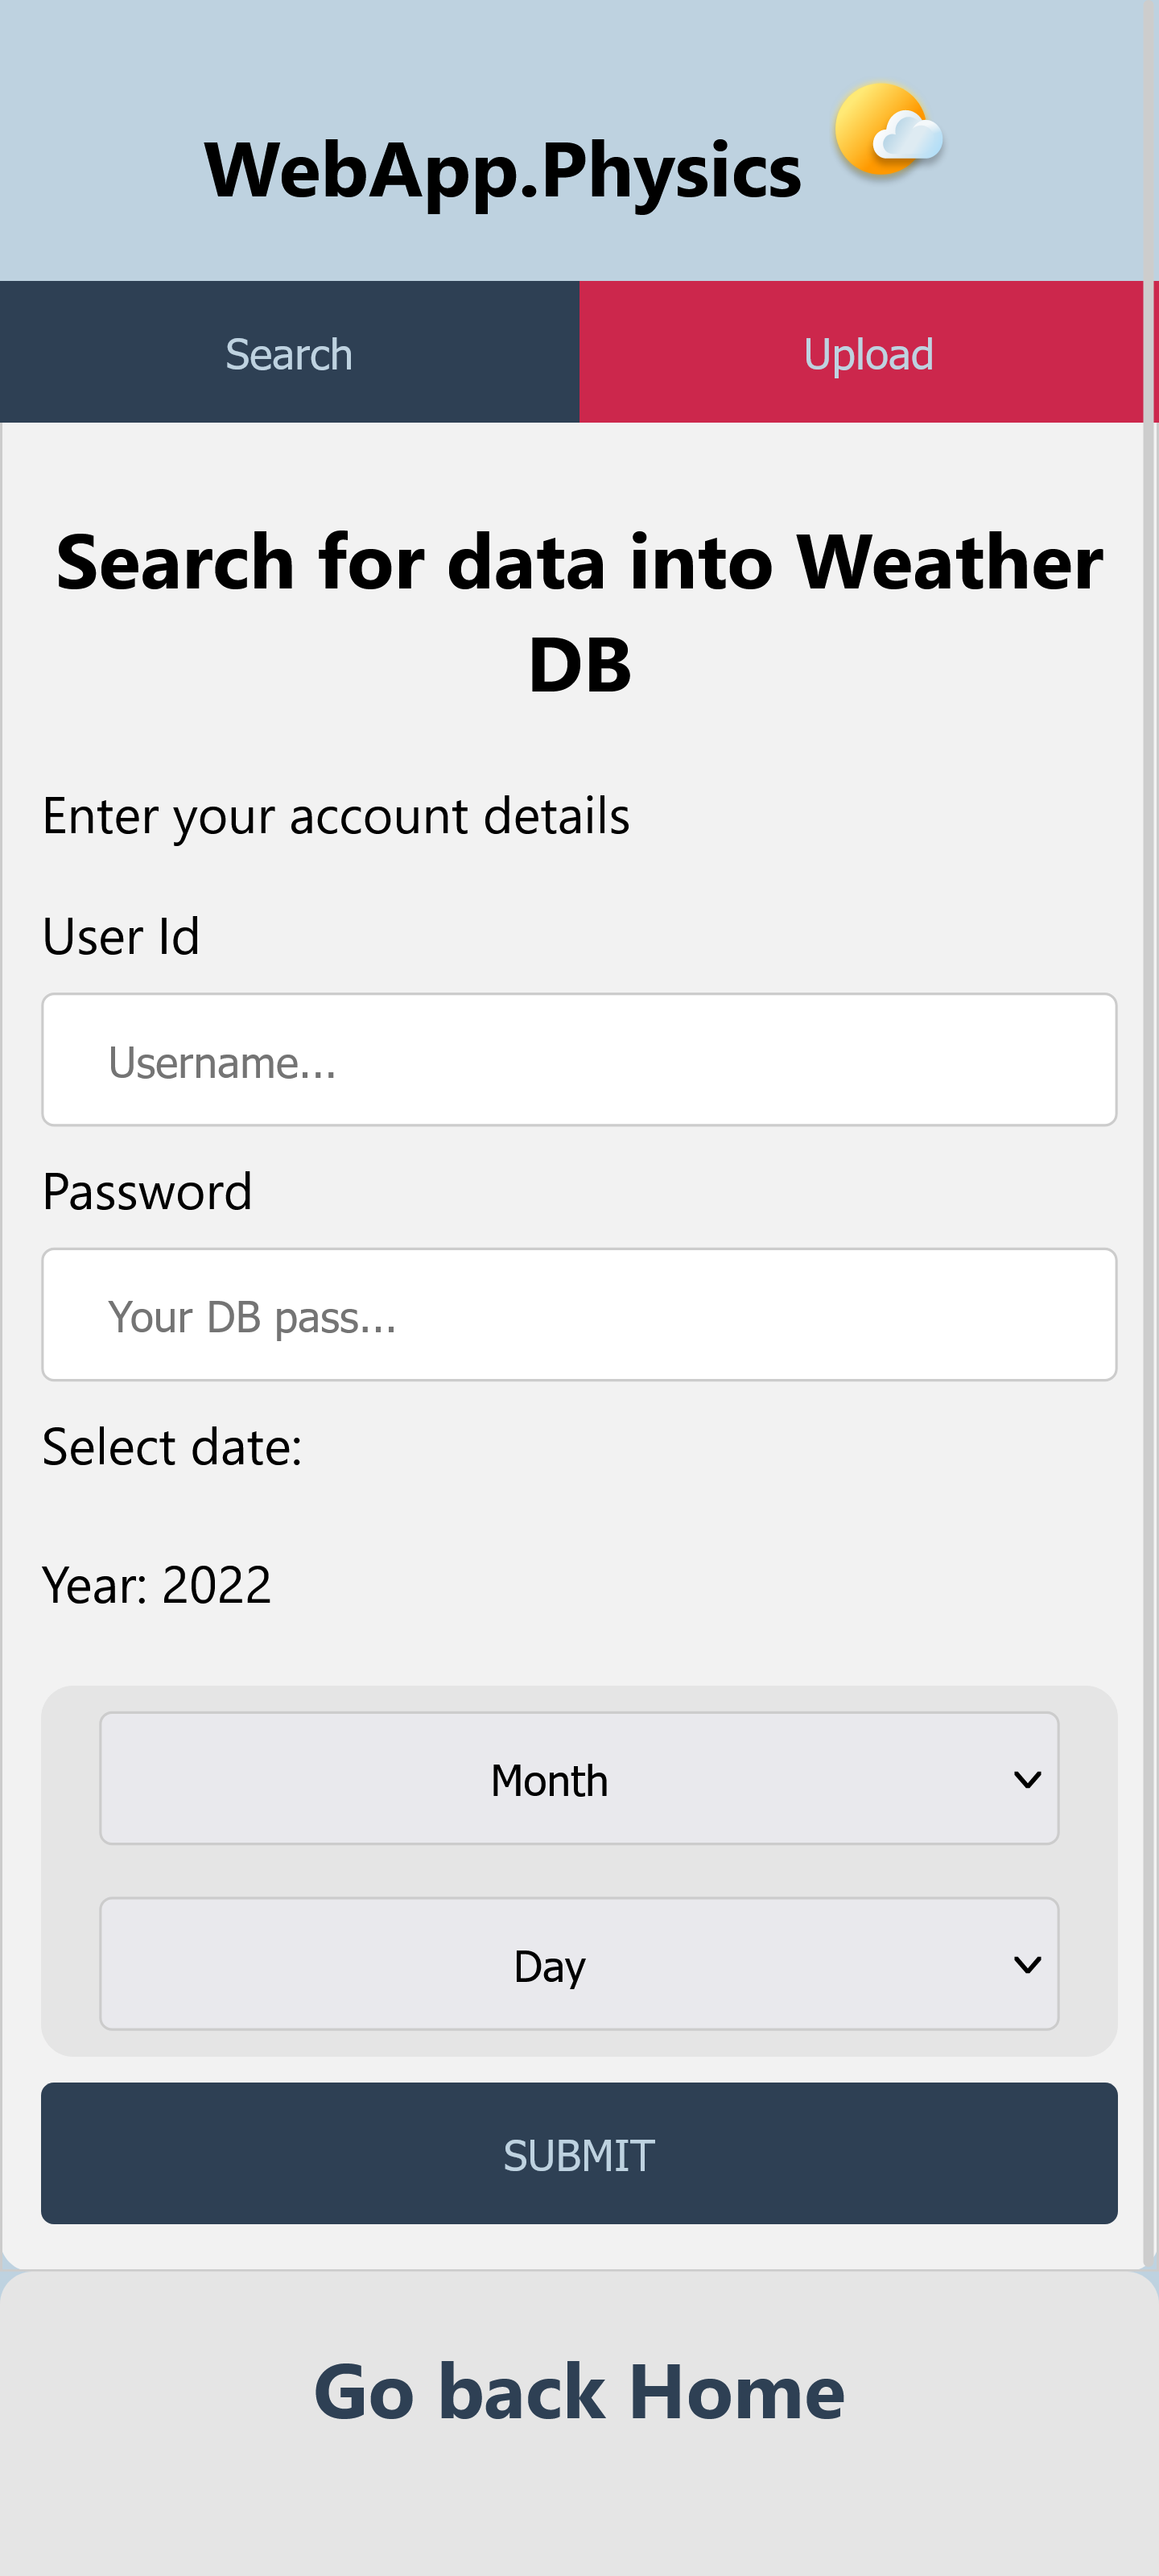 WebApp.Physics
Search
Upload
Search for data into Weather
DB
Enter your account details
User Id
Username...
Password
Your DB pass...
Select date:
Year: 2022
Month
Day
SUBMIT
Go back Home